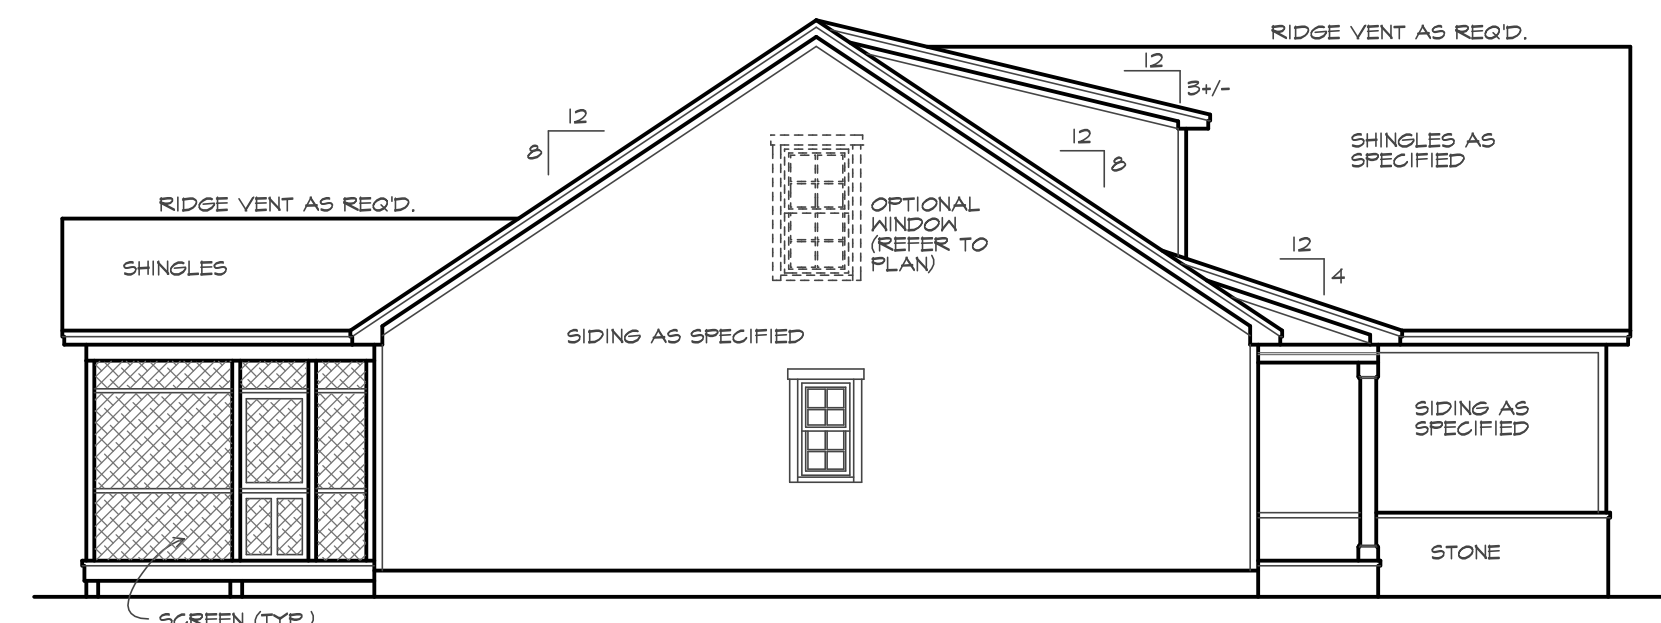 RIDGE VENT AS REQ'D.
12
3+/-
12
8
12
8
SHINGLES AS
SPECIFIED
RIDGE VENT AS REQ'D.
OPTIONAL
WINDOW
(REFER TO
PLAN)
12
4
SHINGLES
SIDING AS SPECIFIED
SIDING AS
SPECIFIED
STONE
SCREEN (TYP.)